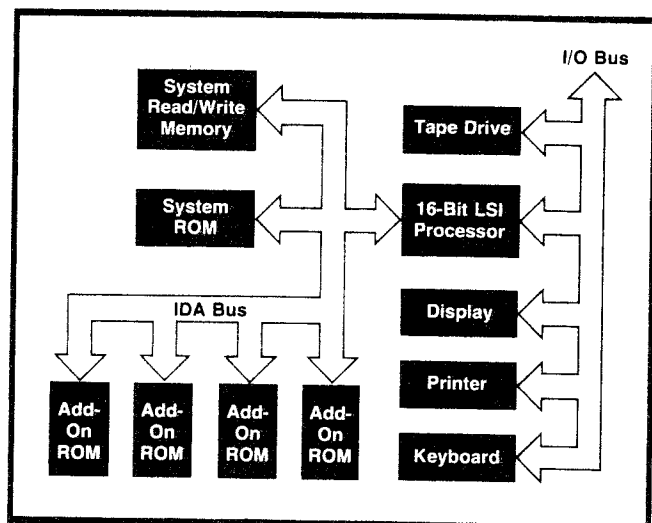 I/O Bus
System
Read/Write
Memory
Tape Drive
System
ROM
16-Bit LSI
Processor
IDA Bus
Display
Printer
Add-
On
ROM
Add-
On
ROM
Add-
On
ROM
Add-
On
ROM
Keyboard